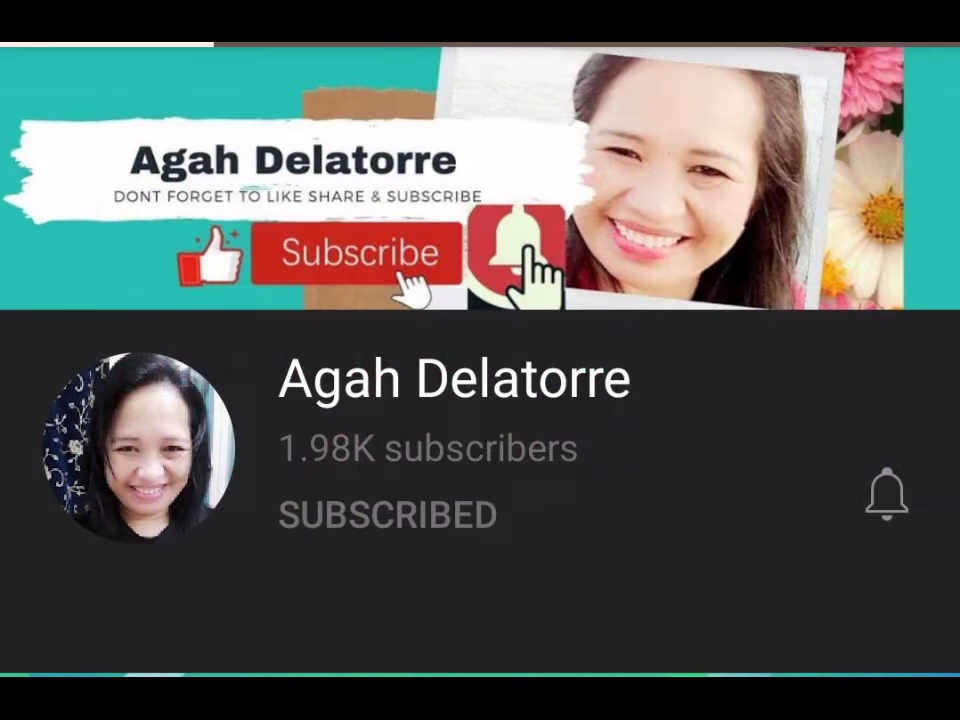 Agah Delatorre
DONT FORGET TO LIKE SHARE & SUBSCRIBE
Subscribe
Agah Delatorre
1.98K subscribers
SUBSCRIBED